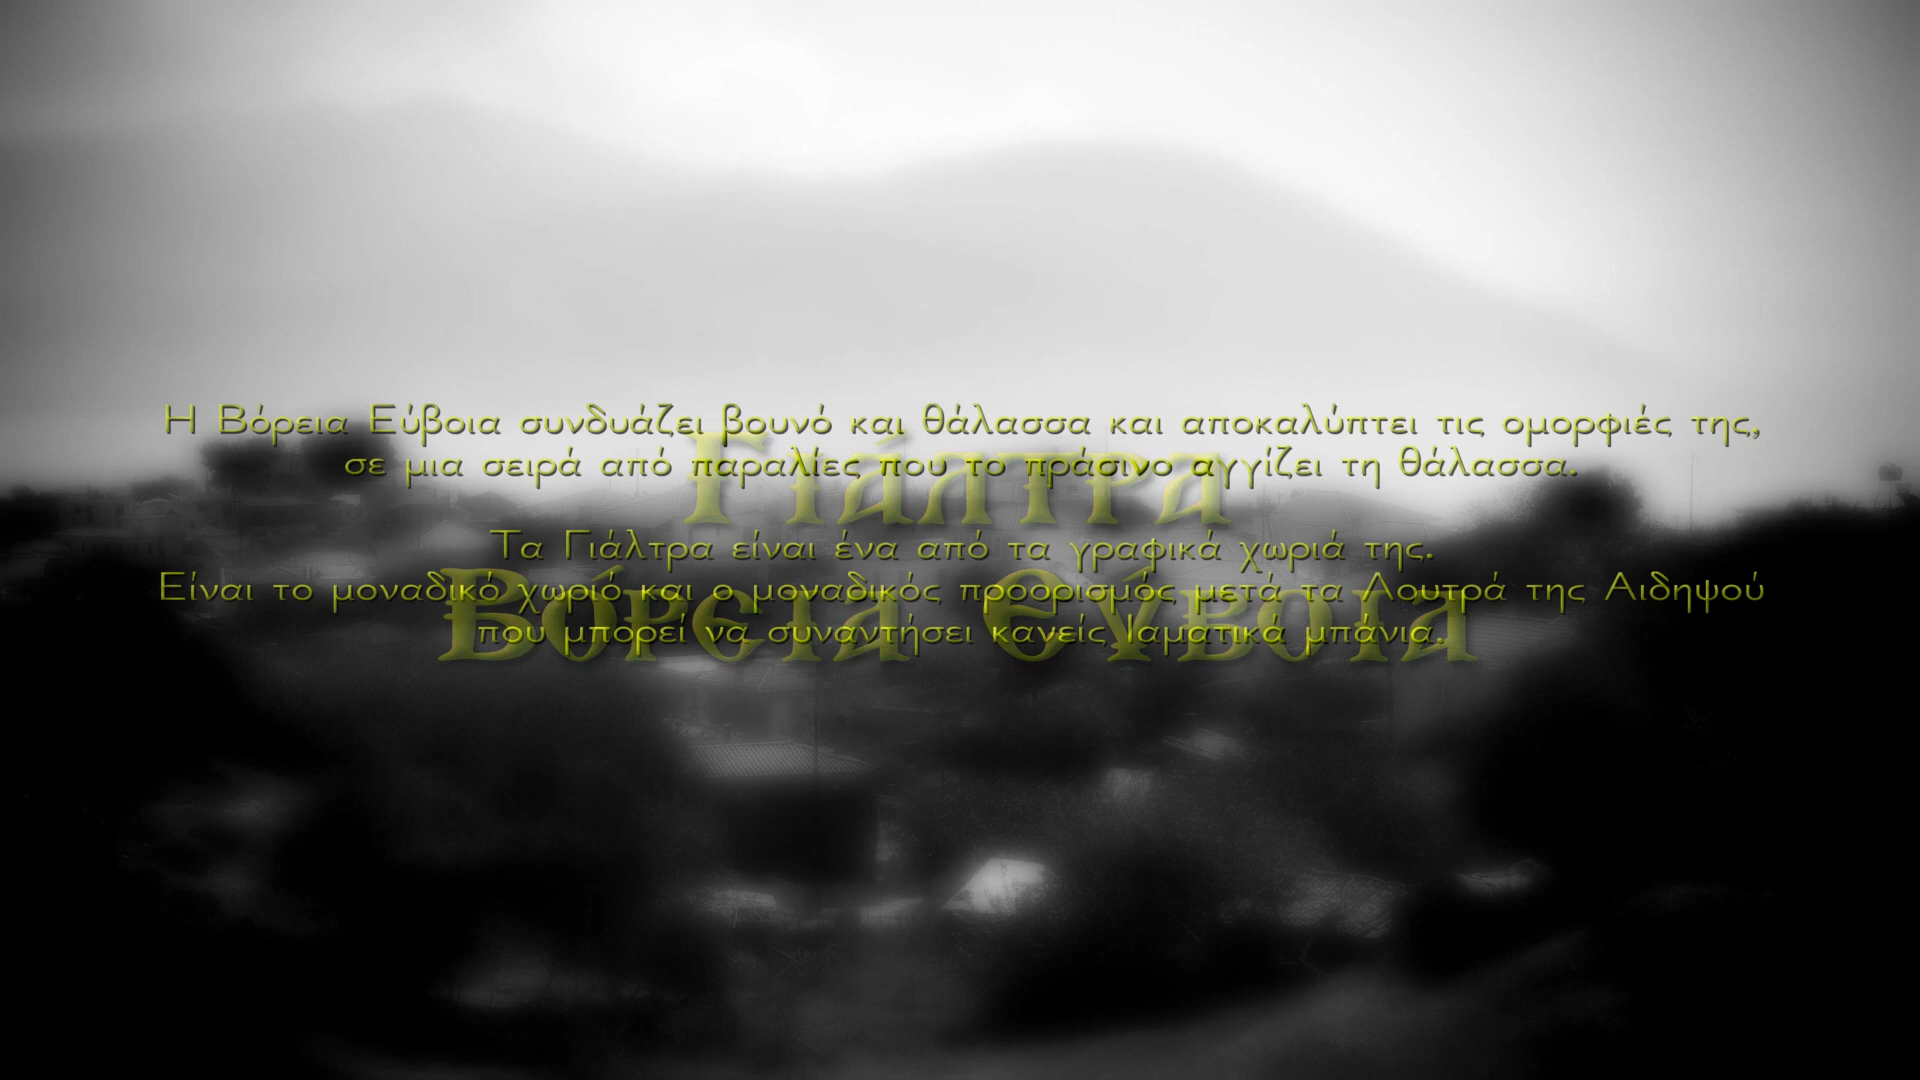 Η Βόρεια Εύβοια συνδυάζει βουνό και θάλασσα και αποκαλύπτει τις ομορφιές της,
σε μια σειρά από παραλίες που το πράσινο αγγίζει τη θάλασσα.
Γιάλτρα
Τα Γιάλτρα είναι ένα από τα γραφικά χωριά της.
Είναι το μοναδικό χωριό και ο μοναδικός προορισμός μετά τα Λουτρά της Αιδηψού
Βόρεια Εύβοια
που μπορεί να συναντήσει κανείς Ιαματικά μπάνια.